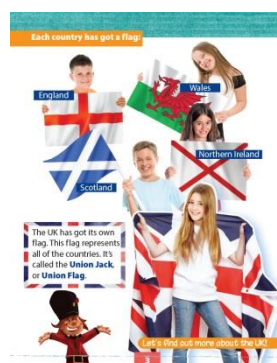 Each country has got a flag:
England
Wales
Northern Ireland
Scotland
The UK has got its own
flag. This flag represents
all of the countries. It's
called the Union Jack,
or Union Flag.
Let's find out more about the UK!
3